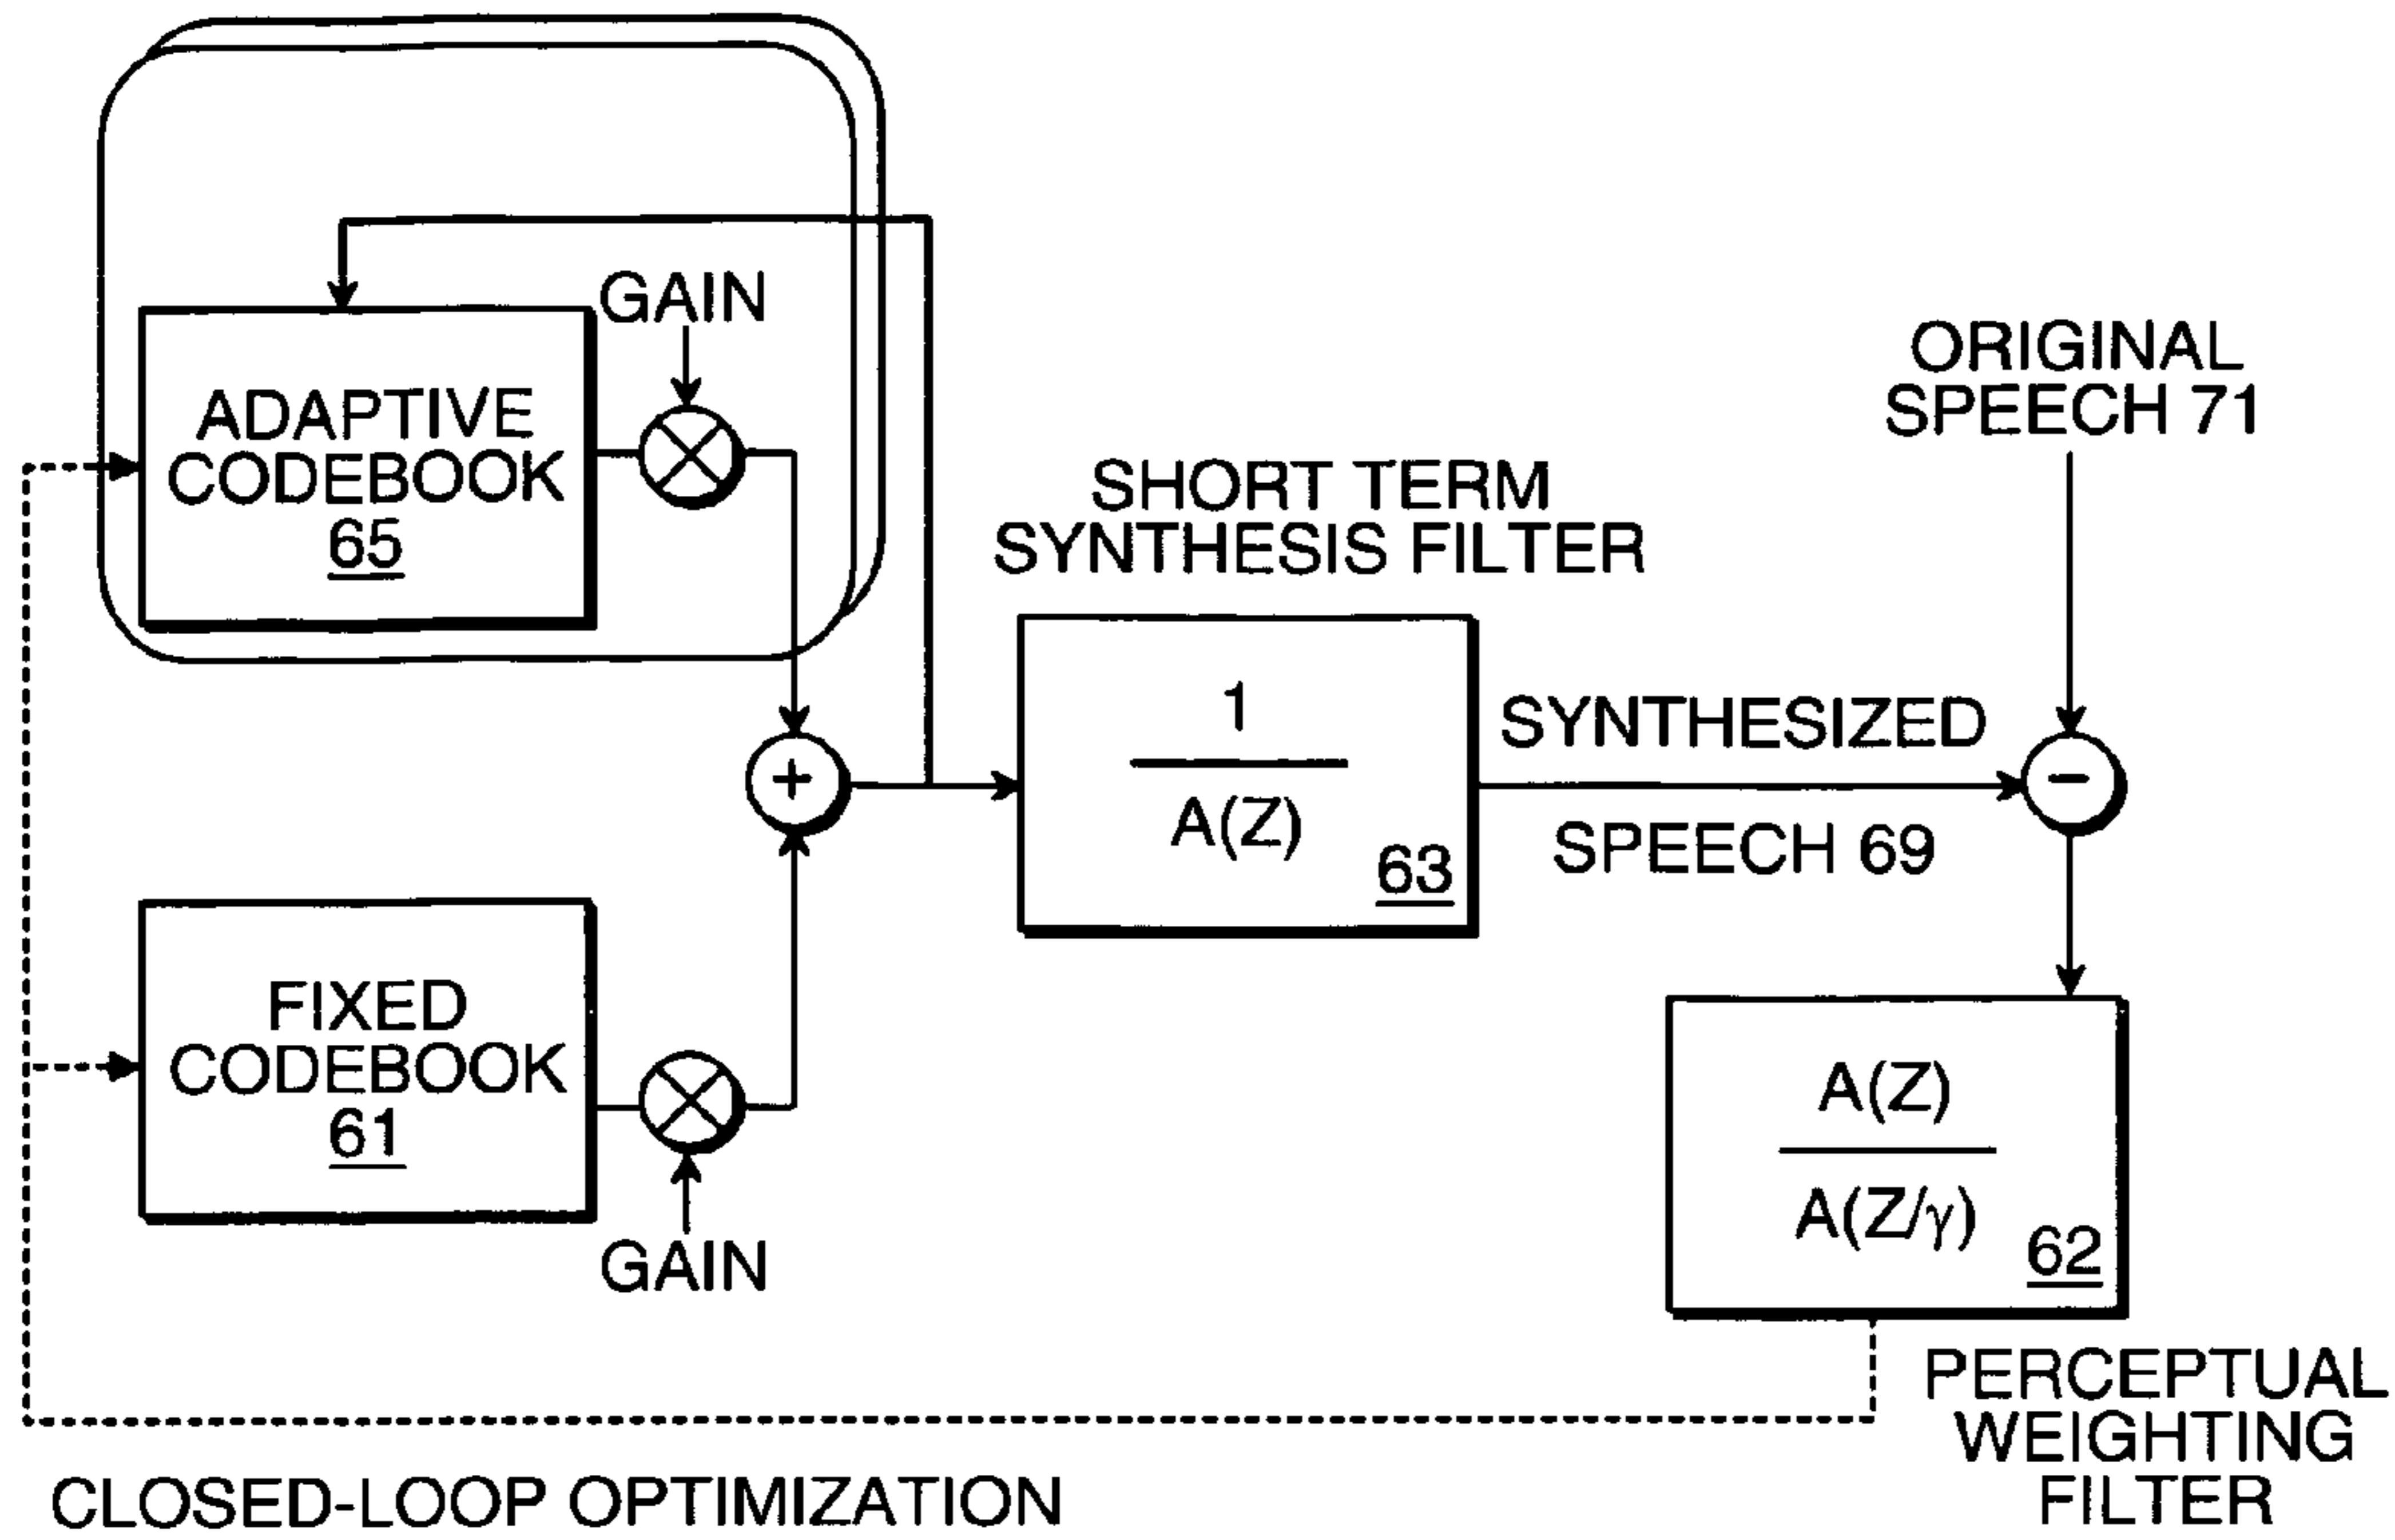 GAIN
ADAPTIVE
CODEBOOK
65
ORIGINAL
SPEECH 71
SHORT TERM
SYNTHESIS FILTER
1
A(Z)
63
SYNTHESIZED
SPEECH 69
+
−
FIXED
CODEBOOK
61
GAIN
A(Z)
A(Z/γ)
62
PERCEPTUAL
WEIGHTING
FILTER
CLOSED-LOOP OPTIMIZATION